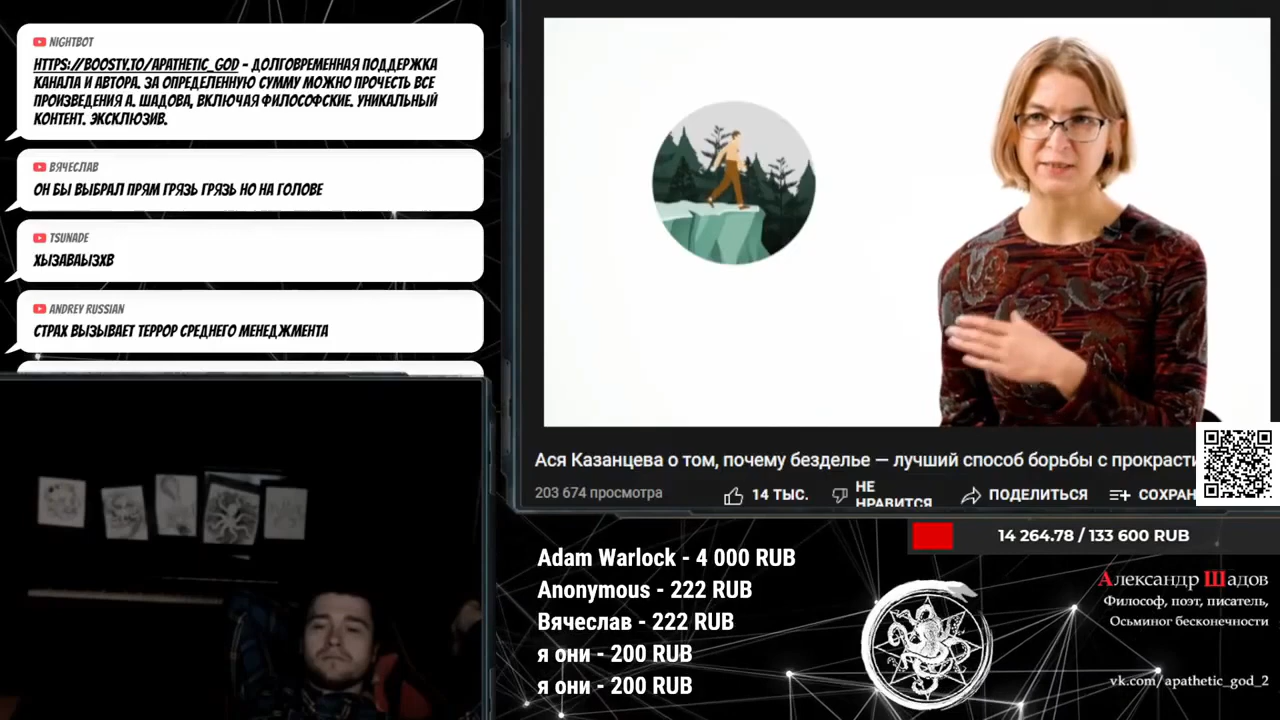 NIGHTBOT
HTTPS://BOOSTY.TO/APATHETIC_GOD - ДОЛГОВРЕМЕННАЯ ПОДДЕРЖКА
КАНАЛА И АВТОРА. ЗА ОПРЕДЕЛЕННУЮ СУММУ МОЖНО ПРОЧЕСТЬ ВСЕ
ПРОИЗВЕДЕНИЯ А. ШАДОВА, ВКЛЮЧАЯ ФИЛОСОФСКИЕ. УНИКАЛЬНЫЙ
КОНТЕНТ. ЭКСКЛЮЗИВ.
ВЯЧЕСЛАВ
ОН БЫ ВЫБРАЛ ПРЯМ ГРЯЗЬ ГРЯЗЬ НО НА ГОЛОВЕ
TSUNADE
ХЫЗАВАЫЗХВ
ANDREY RUSSIAN
СТРАХ ВЫЗЫВАЕТ ТЕРРОР СРЕДНЕГО МЕНЕДЖМЕНТА
Ася Казанцева о том, почему безделье — лучший способ борьбы с прокрасти
203 674 просмотра
14 ТЫС.
НЕ
НРАВИТСЯ
ПОДЕЛИТЬСЯ
СОХРАН
14 264.78 / 133 600 RUB
Adam Warlock - 4 000 RUB
Anonymous - 222 RUB
Вячеслав - 222 RUB
я они - 200 RUB
я они - 200 RUB
Александр Шадов
Философ, поэт, писатель,
Осьминог бесконечности
vk.com/apathetic_god_2